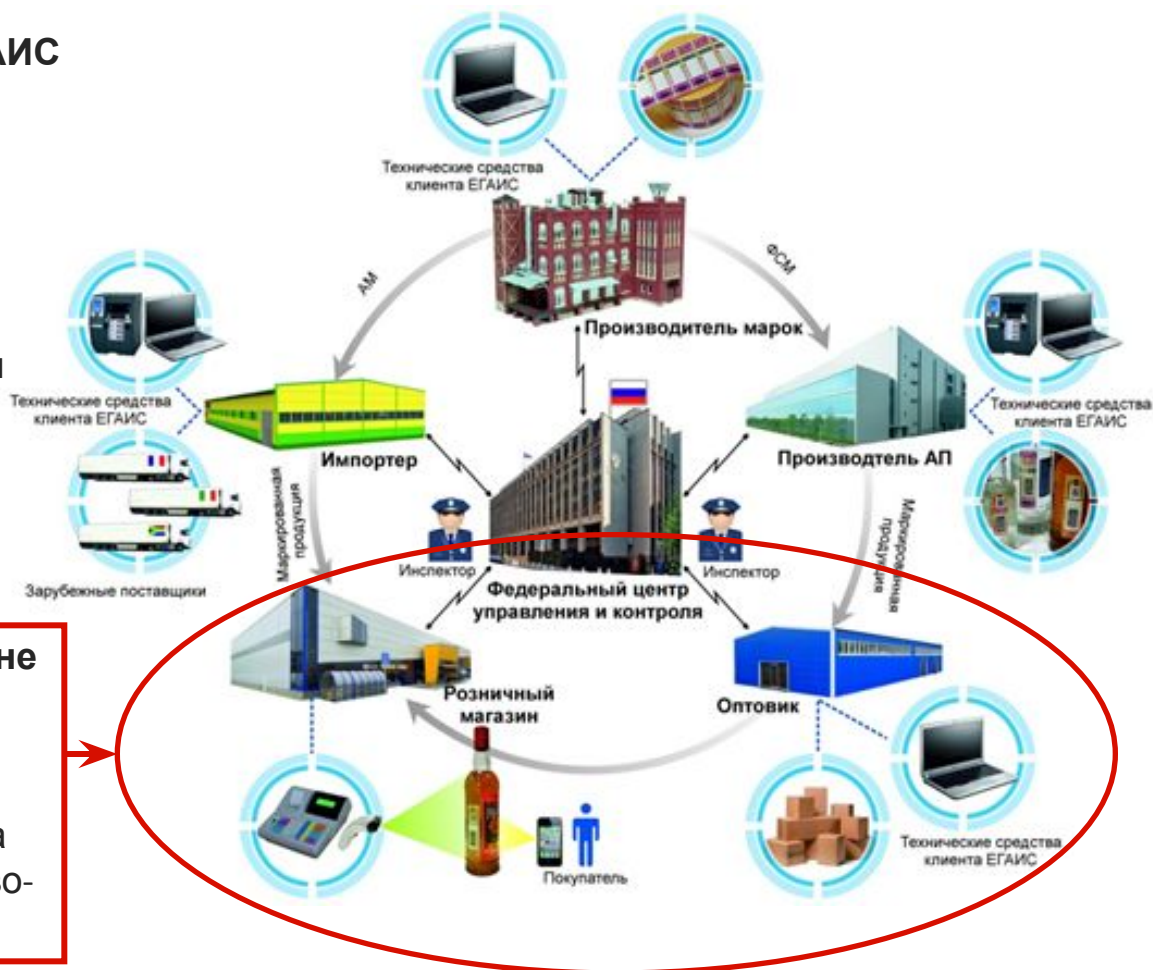 АИС
Технические средства
клиента ЕГАИС
АМ
ФСМ
Производитель марок
и
Технические средства
клиента ЕГАИС
Технические средства
клиента ЕГАИС
Импортер
Производтель АП
Маркированная
продукция
Маркированная
продукция
Инспектор
Инспектор
Зарубежные поставщики
Федеральный центр
управления и контроля
не
Розничный
магазин
Оптовик
а
во-
Покупатель
Технические средства
клиента ЕГАИС